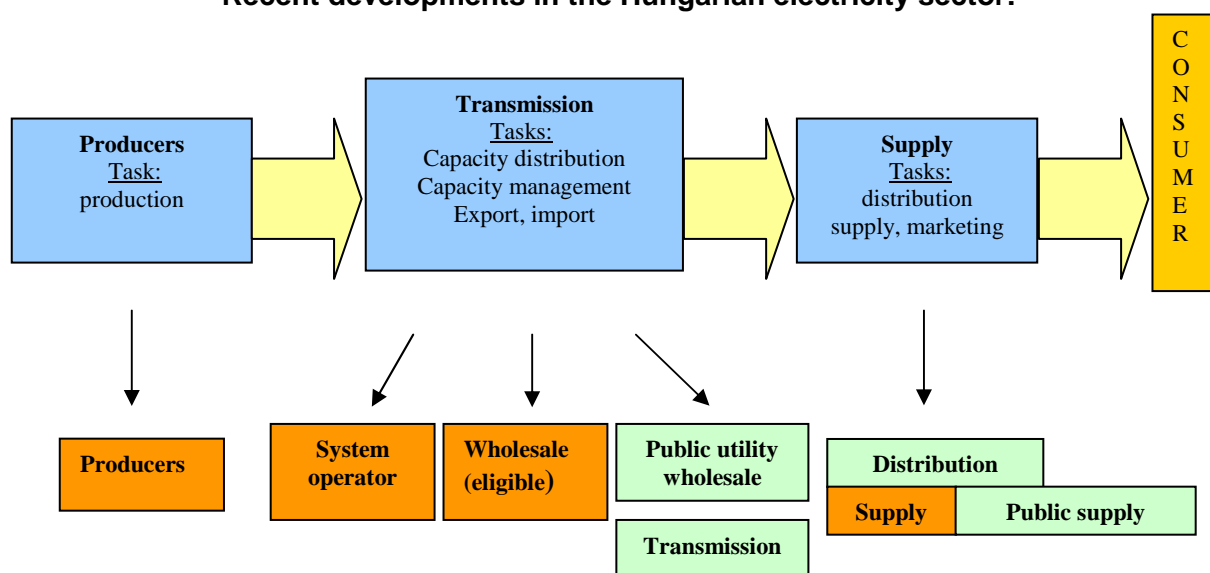 Recent developments in the Hungarian electricity sector.
Producers
Task:
production
Transmission
Tasks:
Capacity distribution
Capacity management
Export, import
Supply
Tasks:
distribution
supply, marketing
C
O
N
S
U
M
E
R
Producers
System
operator
Wholesale
(eligible)
Public utility
wholesale
Transmission
Distribution
Supply
Public supply